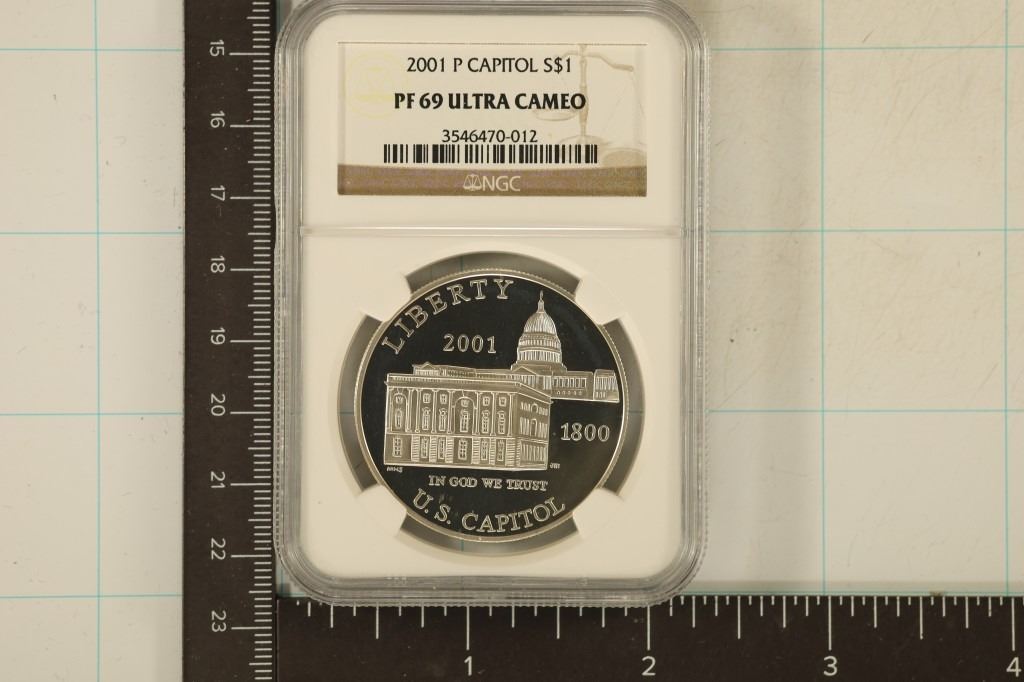 2001 P CAPITOL S$1
PF 69 ULTRA CAMEO
3546470-012
NGC
LIBERTY
2001
1800
IN GOD WE TRUST
U.S. CAPITOL
15
16
17
18
19
20
21
22
23
1 2 3 4